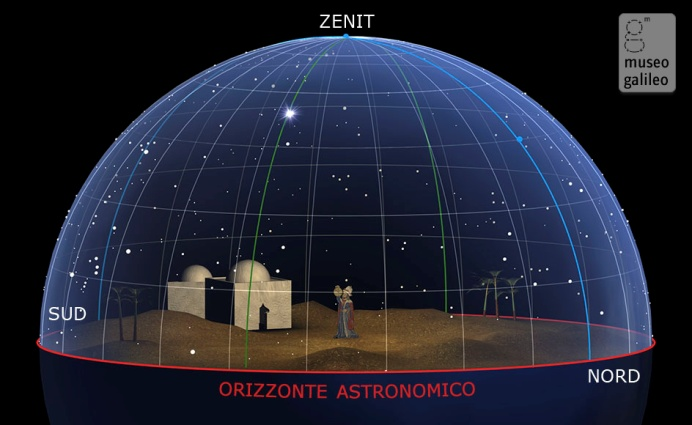 ZENIT
m
g
museo
galileo
SUD
NORD
ORIZZONTE ASTRONOMICO